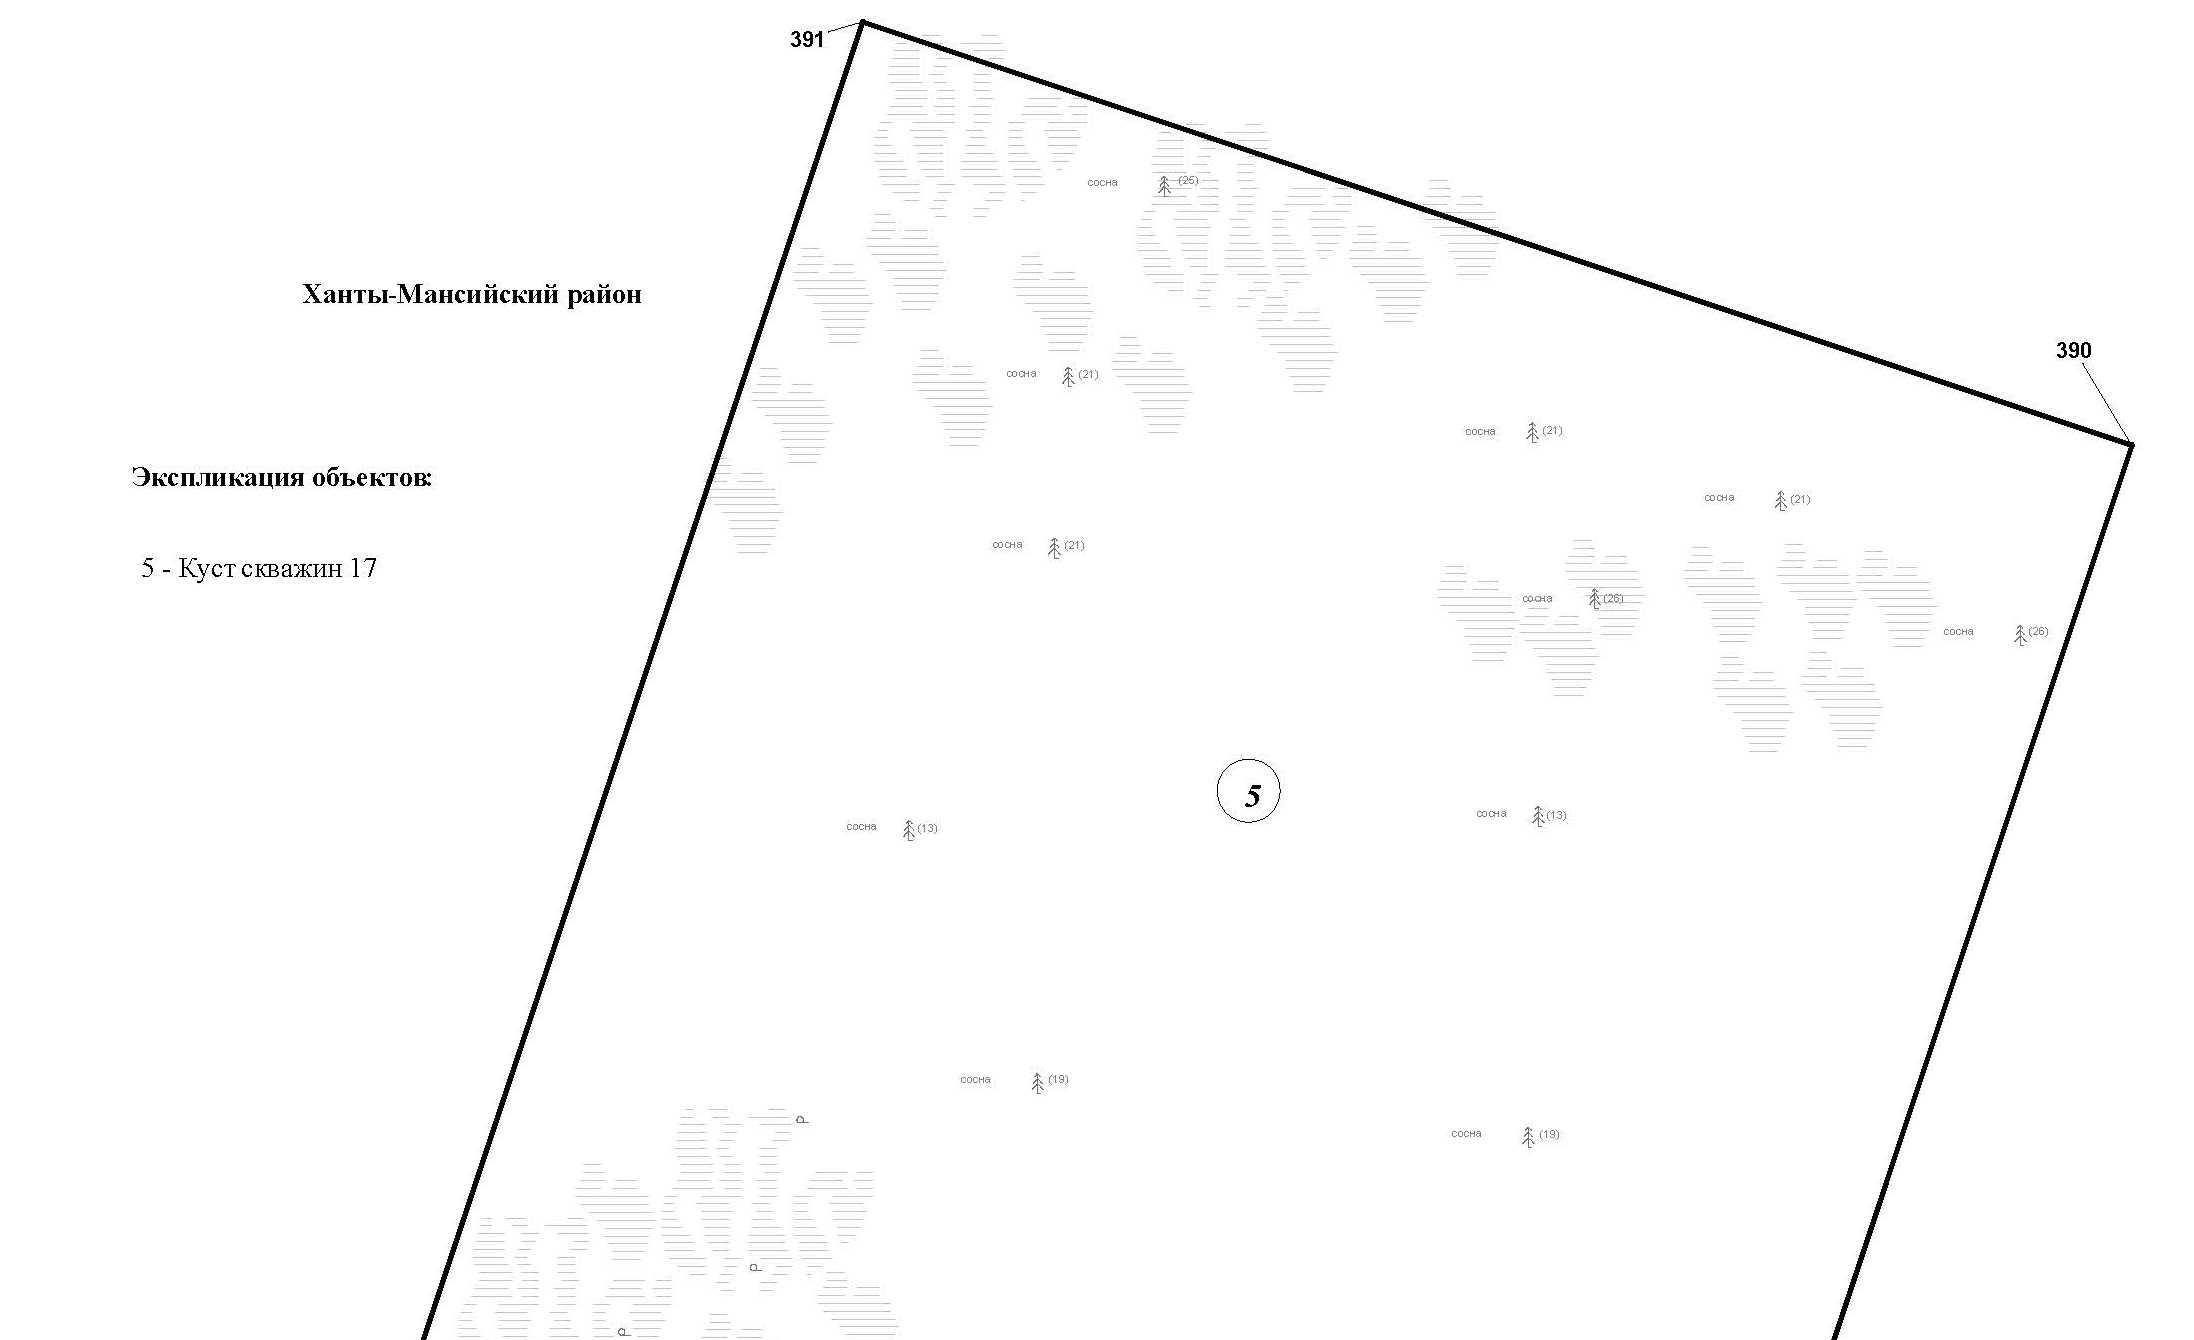 391
сосна (25)
Ханты-Мансийский район
390
сосна (21)
сосна (21)
Экспликация объектов:
сосна (21)
сосна (21)
5 - Куст скважин 17
сосна (26)
сосна (26)
5
сосна (13)
сосна (13)
сосна (19)
р
сосна (19)
р
р